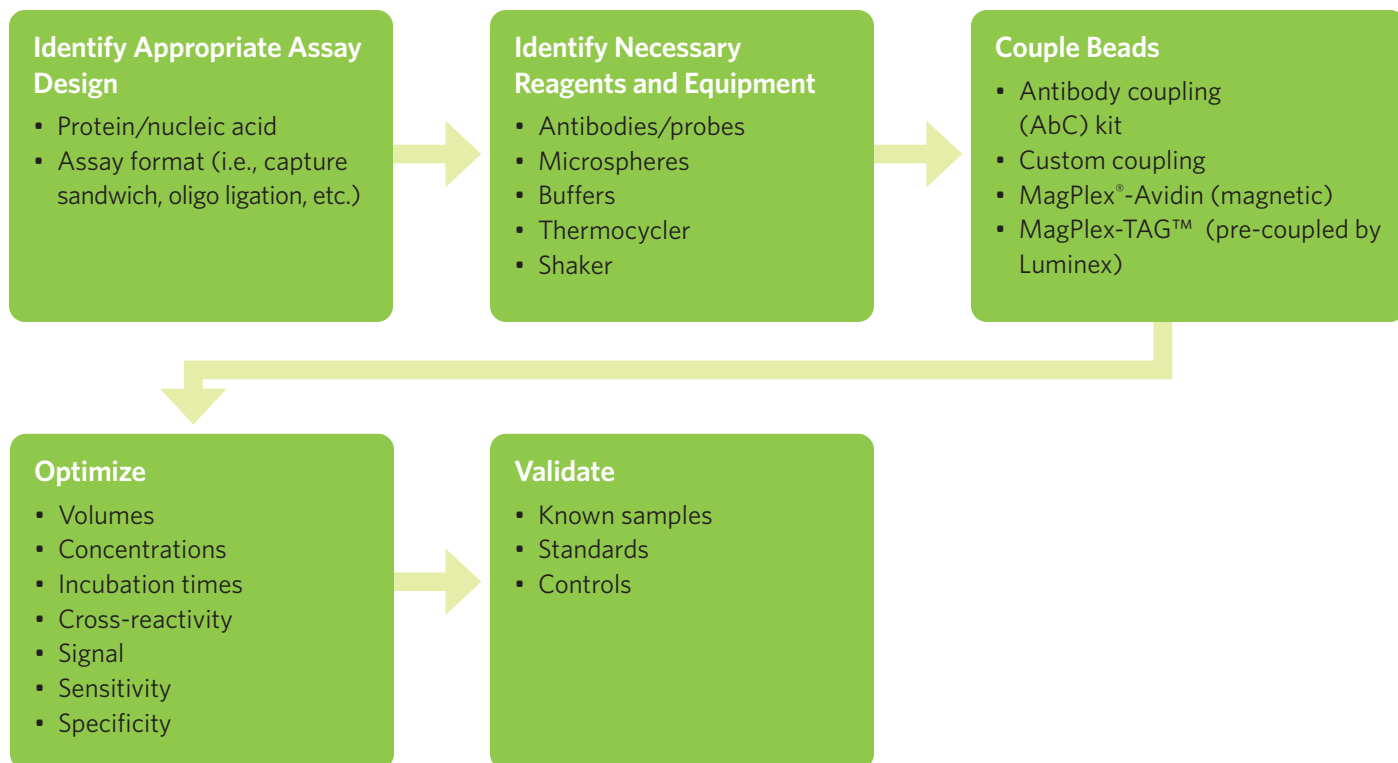 Identify Appropriate Assay
Design
▪ Protein/nucleic acid
▪ Assay format (i.e., capture
sandwich, oligo ligation, etc.)
Identify Necessary
Reagents and Equipment
▪ Antibodies/probes
▪ Microspheres
▪ Buffers
▪ Thermocycler
▪ Shaker
Couple Beads
▪ Antibody coupling
(AbC) kit
▪ Custom coupling
▪ MagPlex®-Avidin (magnetic)
▪ MagPlex-TAG™ (pre-coupled by
Luminex)
Optimize
▪ Volumes
▪ Concentrations
▪ Incubation times
▪ Cross-reactivity
▪ Signal
▪ Sensitivity
▪ Specificity
Validate
▪ Known samples
▪ Standards
▪ Controls